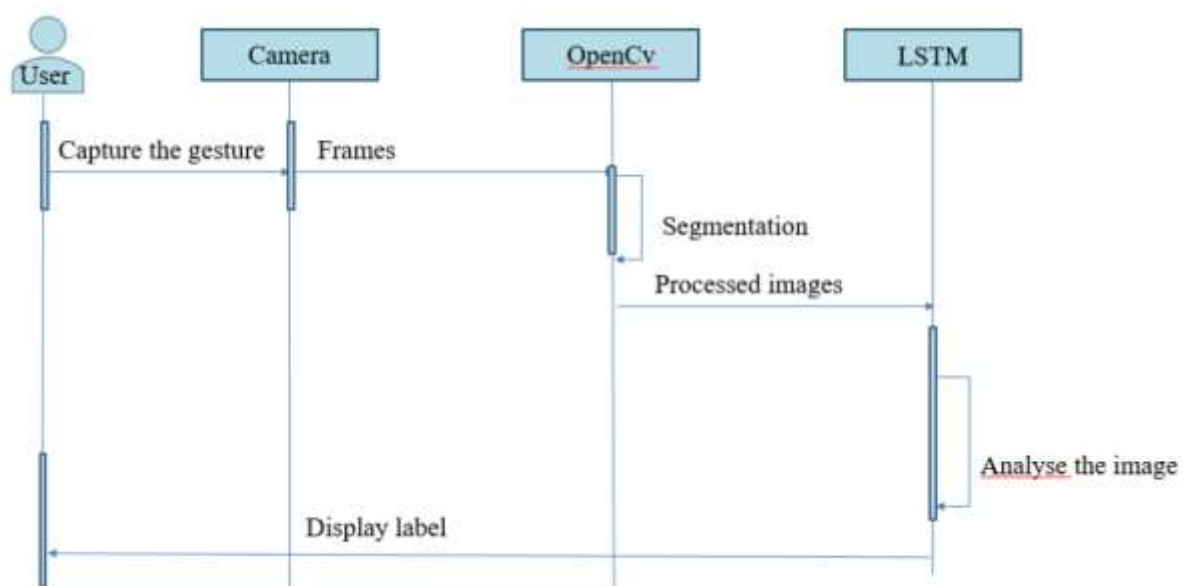 User
Camera
OpenCv
LSTM
Capture the gesture
Frames
Segmentation
Processed images
Analyse the image
Display label